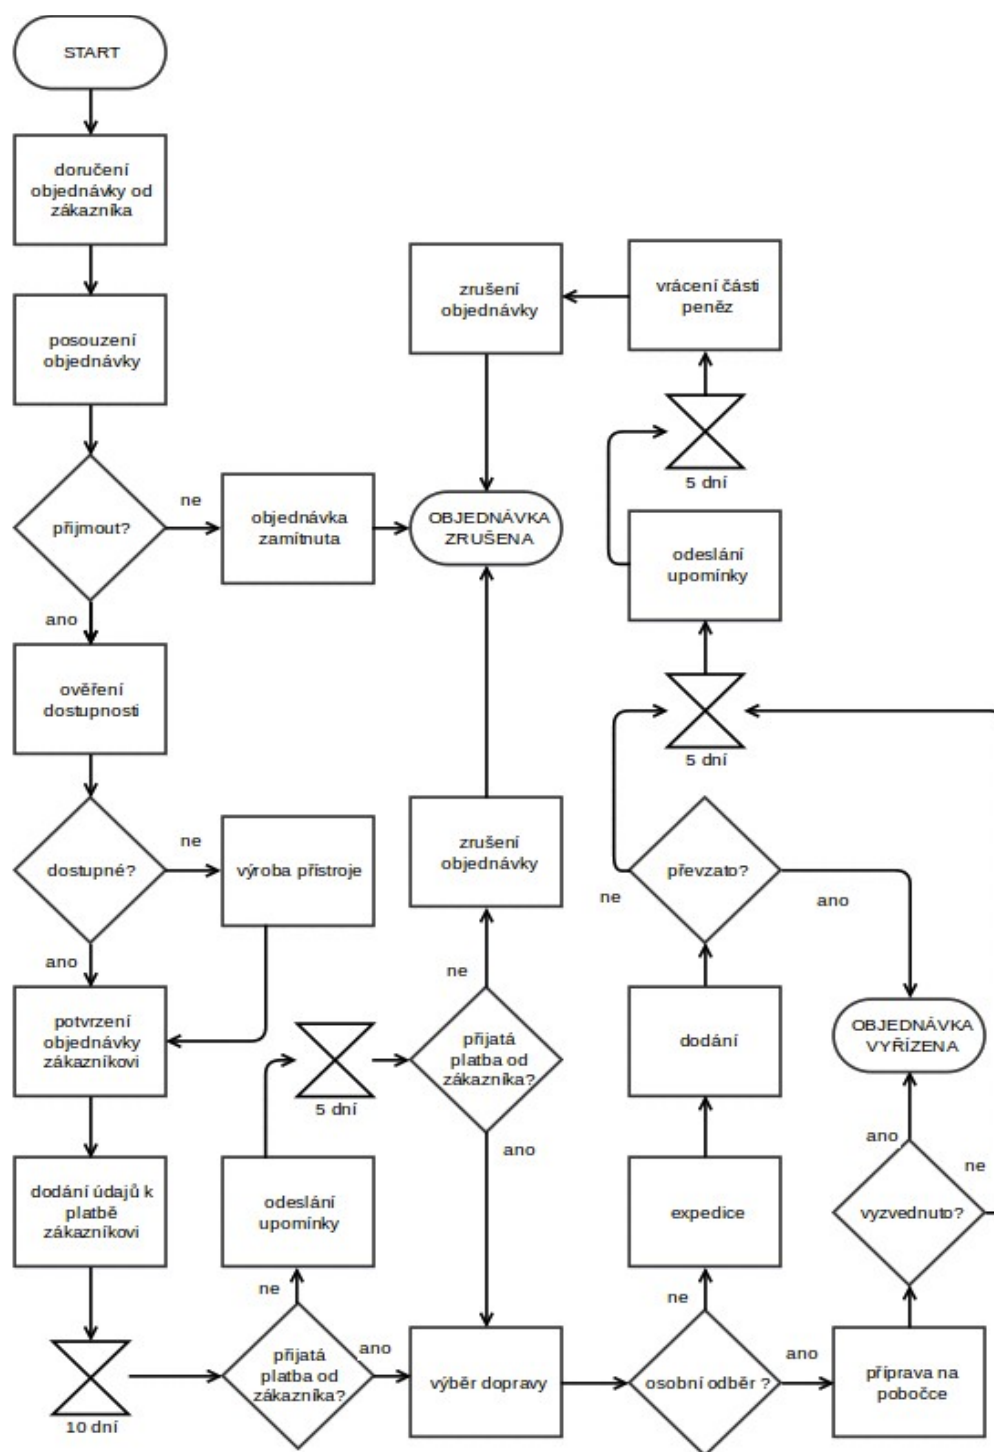 START
doručení
objednávky od
zákazníka
posouzení
objednávky
přijmout?
ne
objednávka
zamítnuta
ano
ověření
dostupnosti
dostupné?
ne
výroba přístroje
ano
potvrzení
objednávky
zákazníkovi
dodání údajů k
platbě
zákazníkovi
10 dní
přijatá
platba od
zákazníka?
ne
odeslání
upomínky
5 dní
ano
přijatá
platba od
zákazníka?
ne
zrušení
objednávky
OBJEDNÁVKA
ZRUŠENA
ano
výběr dopravy
osobní odběr ?
ne
expedice
dodání
převzato?
ne
5 dní
odeslání
upomínky
5 dní
vrácení části
peněz
zrušení
objednávky
ano
OBJEDNÁVKA
VYŘÍZENA
ano
příprava na
pobočce
vyzvednuto?
ano
ne